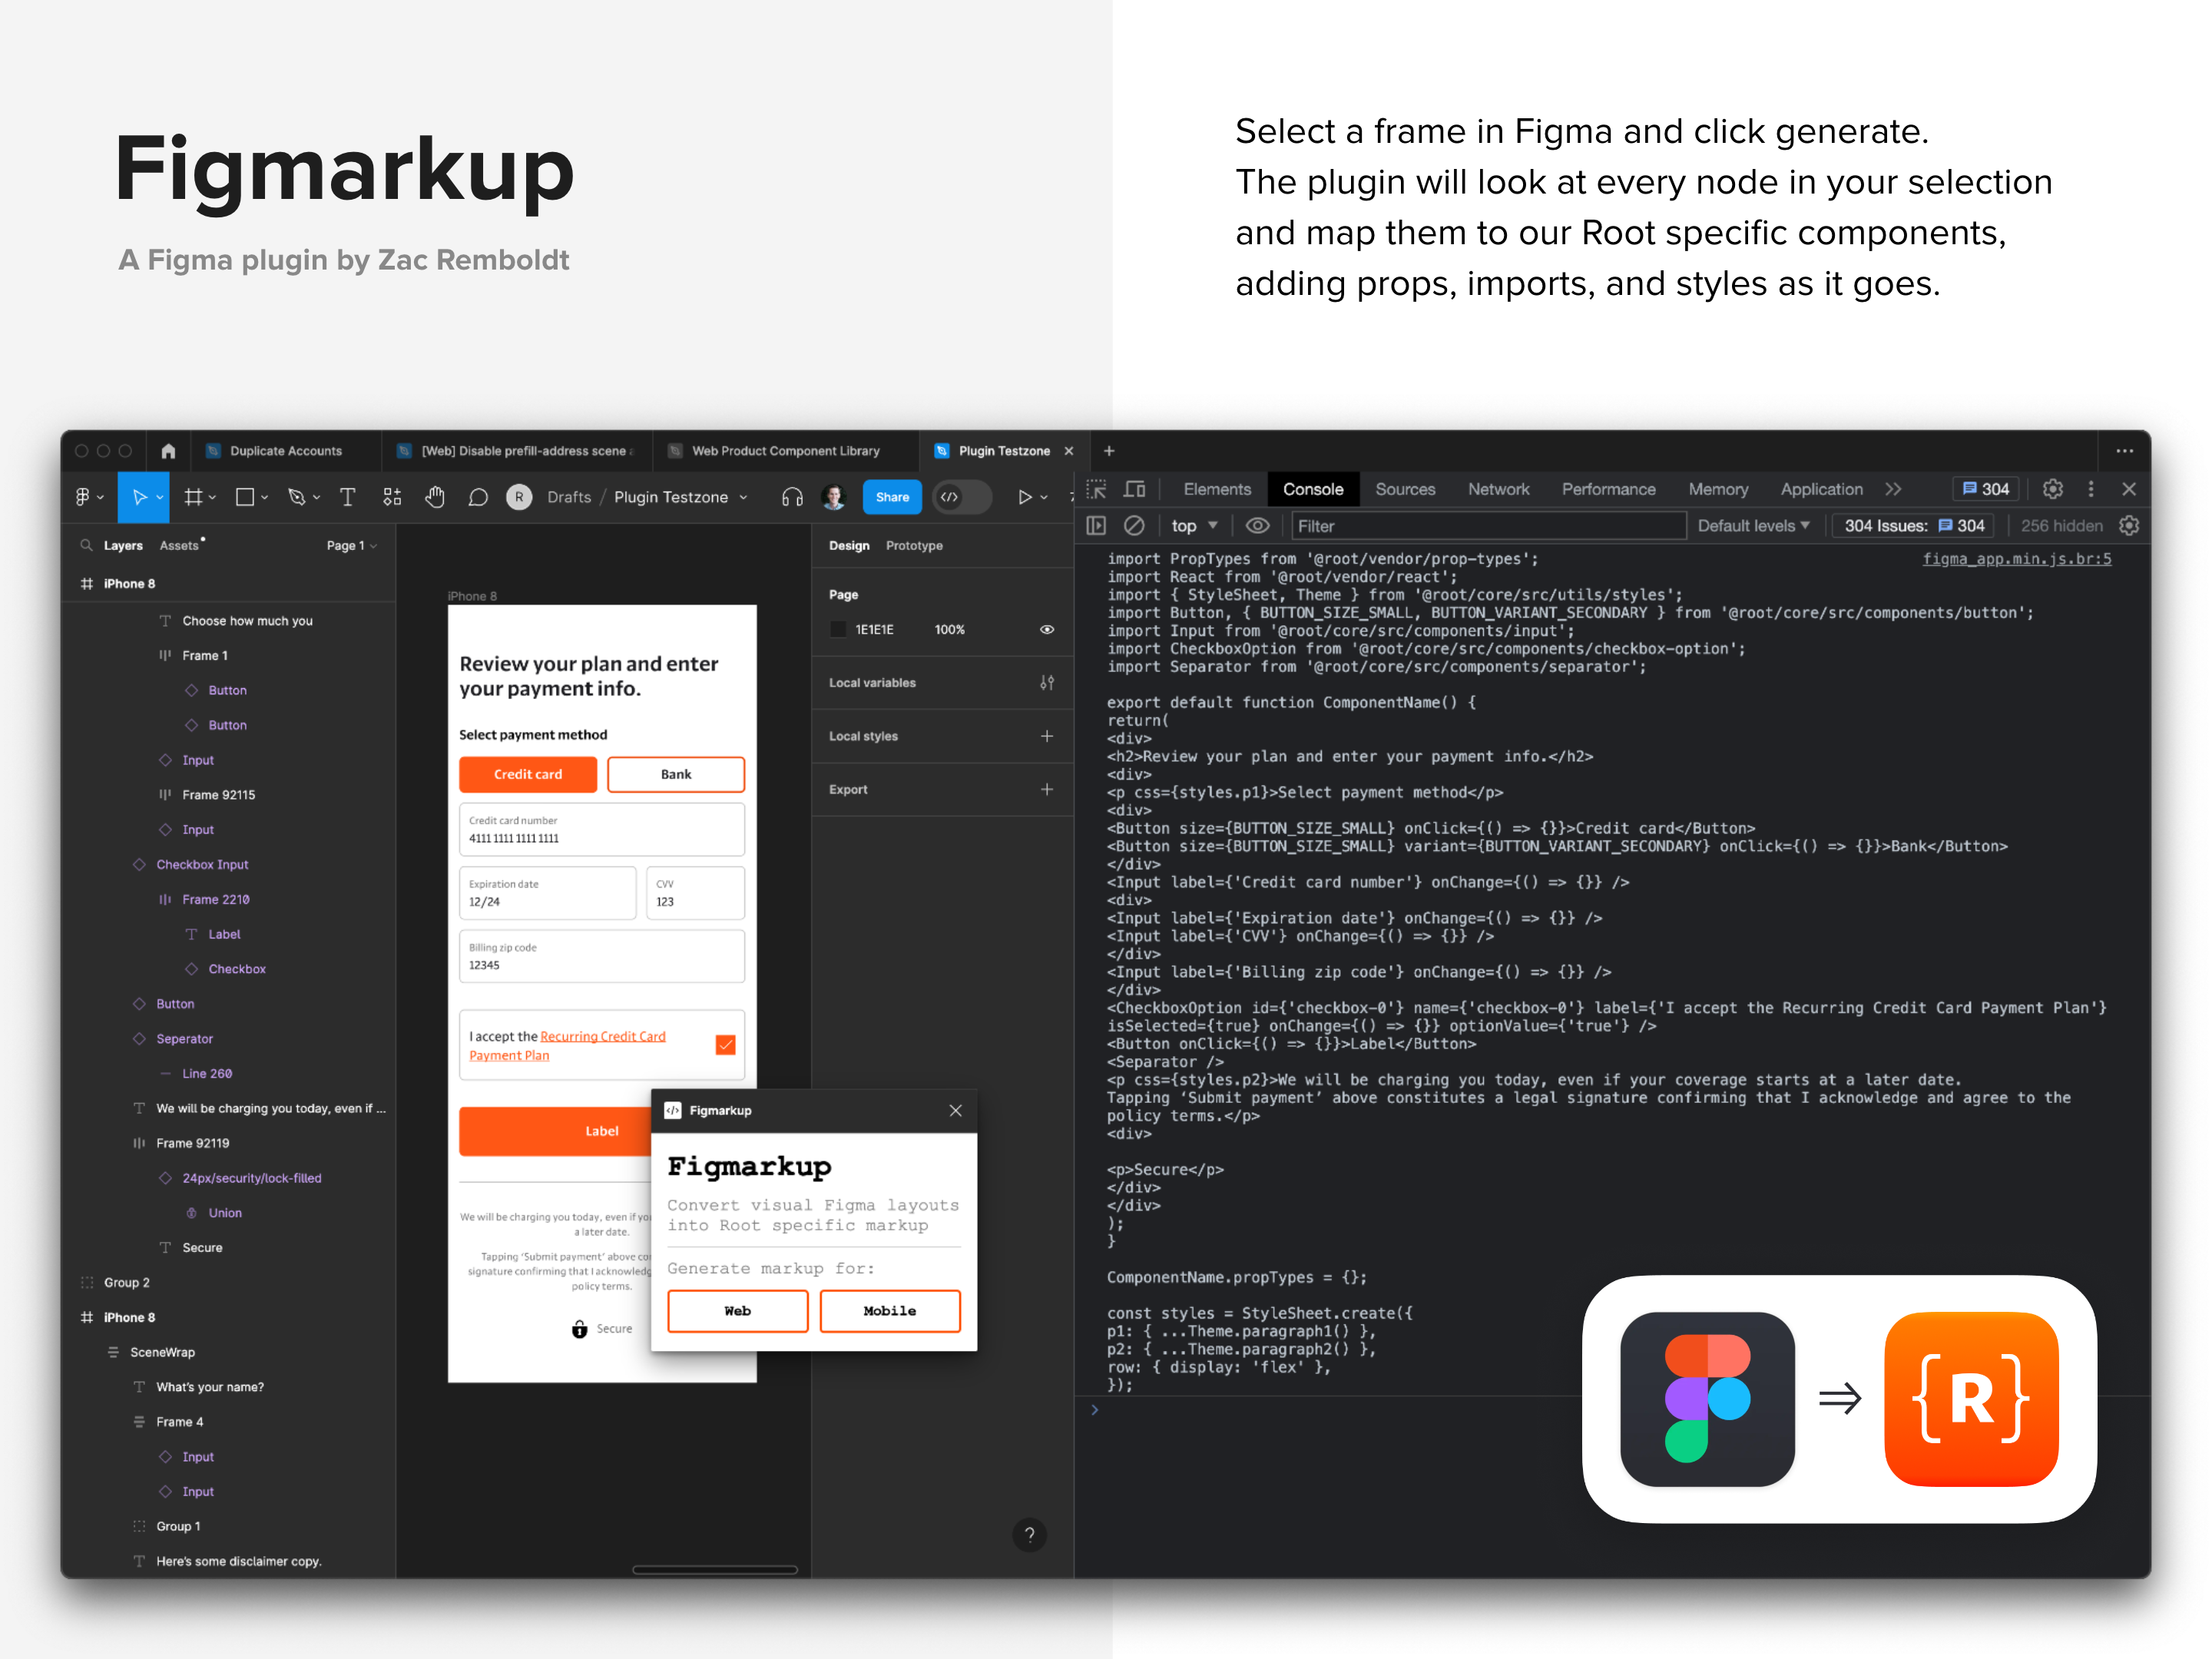 Figmarkup
A Figma plugin by Zac Remboldt
Select a frame in Figma and click generate.
The plugin will look at every node in your selection
and map them to our Root specific components,
adding props, imports, and styles as it goes.
Duplicate Accounts
[Web] Disable prefill-address scene
Web Product Component Library
Plugin Testzone
R
Drafts / Plugin Testzone
Share
Layers
Assets
Page 1
iPhone 8
Choose how much you
Frame 1
Button
Button
Input
Frame 92115
Input
Checkbox Input
Frame 2210
Label
Checkbox
Button
Seperator
Line 260
We will be charging you today, even if ...
Frame 92119
24px/security/lock-filled
Union
Secure
Group 2
iPhone 8
SceneWrap
What's your name?
Frame 4
Input
Input
Group 1
Here's some disclaimer copy.
iPhone 8
Review your plan and enter
your payment info.
Select payment method
Credit card
Bank
Credit card number
4111 1111 1111 1111
Expiration date
12/24
CVV
123
Billing zip code
12345
I accept the Recurring Credit Card
Payment Plan
Label
We will be charging you today, even if you
a later date.
Tapping 'Submit payment' above
signature confirming that I acknowledg
policy terms.
Secure
Figmarkup
Figmarkup
Convert visual Figma layouts
into Root specific markup
Generate markup for:
Web
Mobile
Design
Prototype
Page
1E1E1E
100%
Local variables
Local styles
Export
?
Elements
Console
Sources
Network
Performance
Memory
Application
304
top
Filter
Default levels
304 Issues: 304
256 hidden
figma_app.min.js.br:5
import PropTypes from '@root/vendor/prop-types';
import React from '@root/vendor/react';
import { StyleSheet, Theme } from '@root/core/src/utils/styles';
import Button, { BUTTON_SIZE_SMALL, BUTTON_VARIANT_SECONDARY } from '@root/core/src/components/button';
import Input from '@root/core/src/components/input';
import CheckboxOption from '@root/core/src/components/checkbox-option';
import Separator from '@root/core/src/components/separator';
export default function ComponentName() {
return(
<div>
<h2>Review your plan and enter your payment info.</h2>
<div>
<p css={styles.p1}>Select payment method</p>
<div>
<Button size={BUTTON_SIZE_SMALL} onClick={() => {}}>Credit card</Button>
<Button size={BUTTON_SIZE_SMALL} variant={BUTTON_VARIANT_SECONDARY} onClick={() => {}}>Bank</Button>
</div>
<Input label={'Credit card number'} onChange={() => {}} />
<div>
<Input label={'Expiration date'} onChange={() => {}} />
<Input label={'CVV'} onChange={() => {}} />
</div>
<Input label={'Billing zip code'} onChange={() => {}} />
</div>
<CheckboxOption id={'checkbox-0'} name={'checkbox-0'} label={'I accept the Recurring Credit Card Payment Plan'}
isSelected={true} onChange={() => {}} optionValue={'true'} />
<Button onClick={() => {}}>Label</Button>
<Separator />
<p css={styles.p2}>We will be charging you today, even if your coverage starts at a later date.
Tapping ‘Submit payment’ above constitutes a legal signature confirming that I acknowledge and agree to the
policy terms.</p>
<div>
<p>Secure</p>
</div>
</div>
);
}
ComponentName.propTypes = {};
const styles = StyleSheet.create({
p1: { ...Theme.paragraph1() },
p2: { ...Theme.paragraph2() },
row: { display: 'flex' },
});
{R}